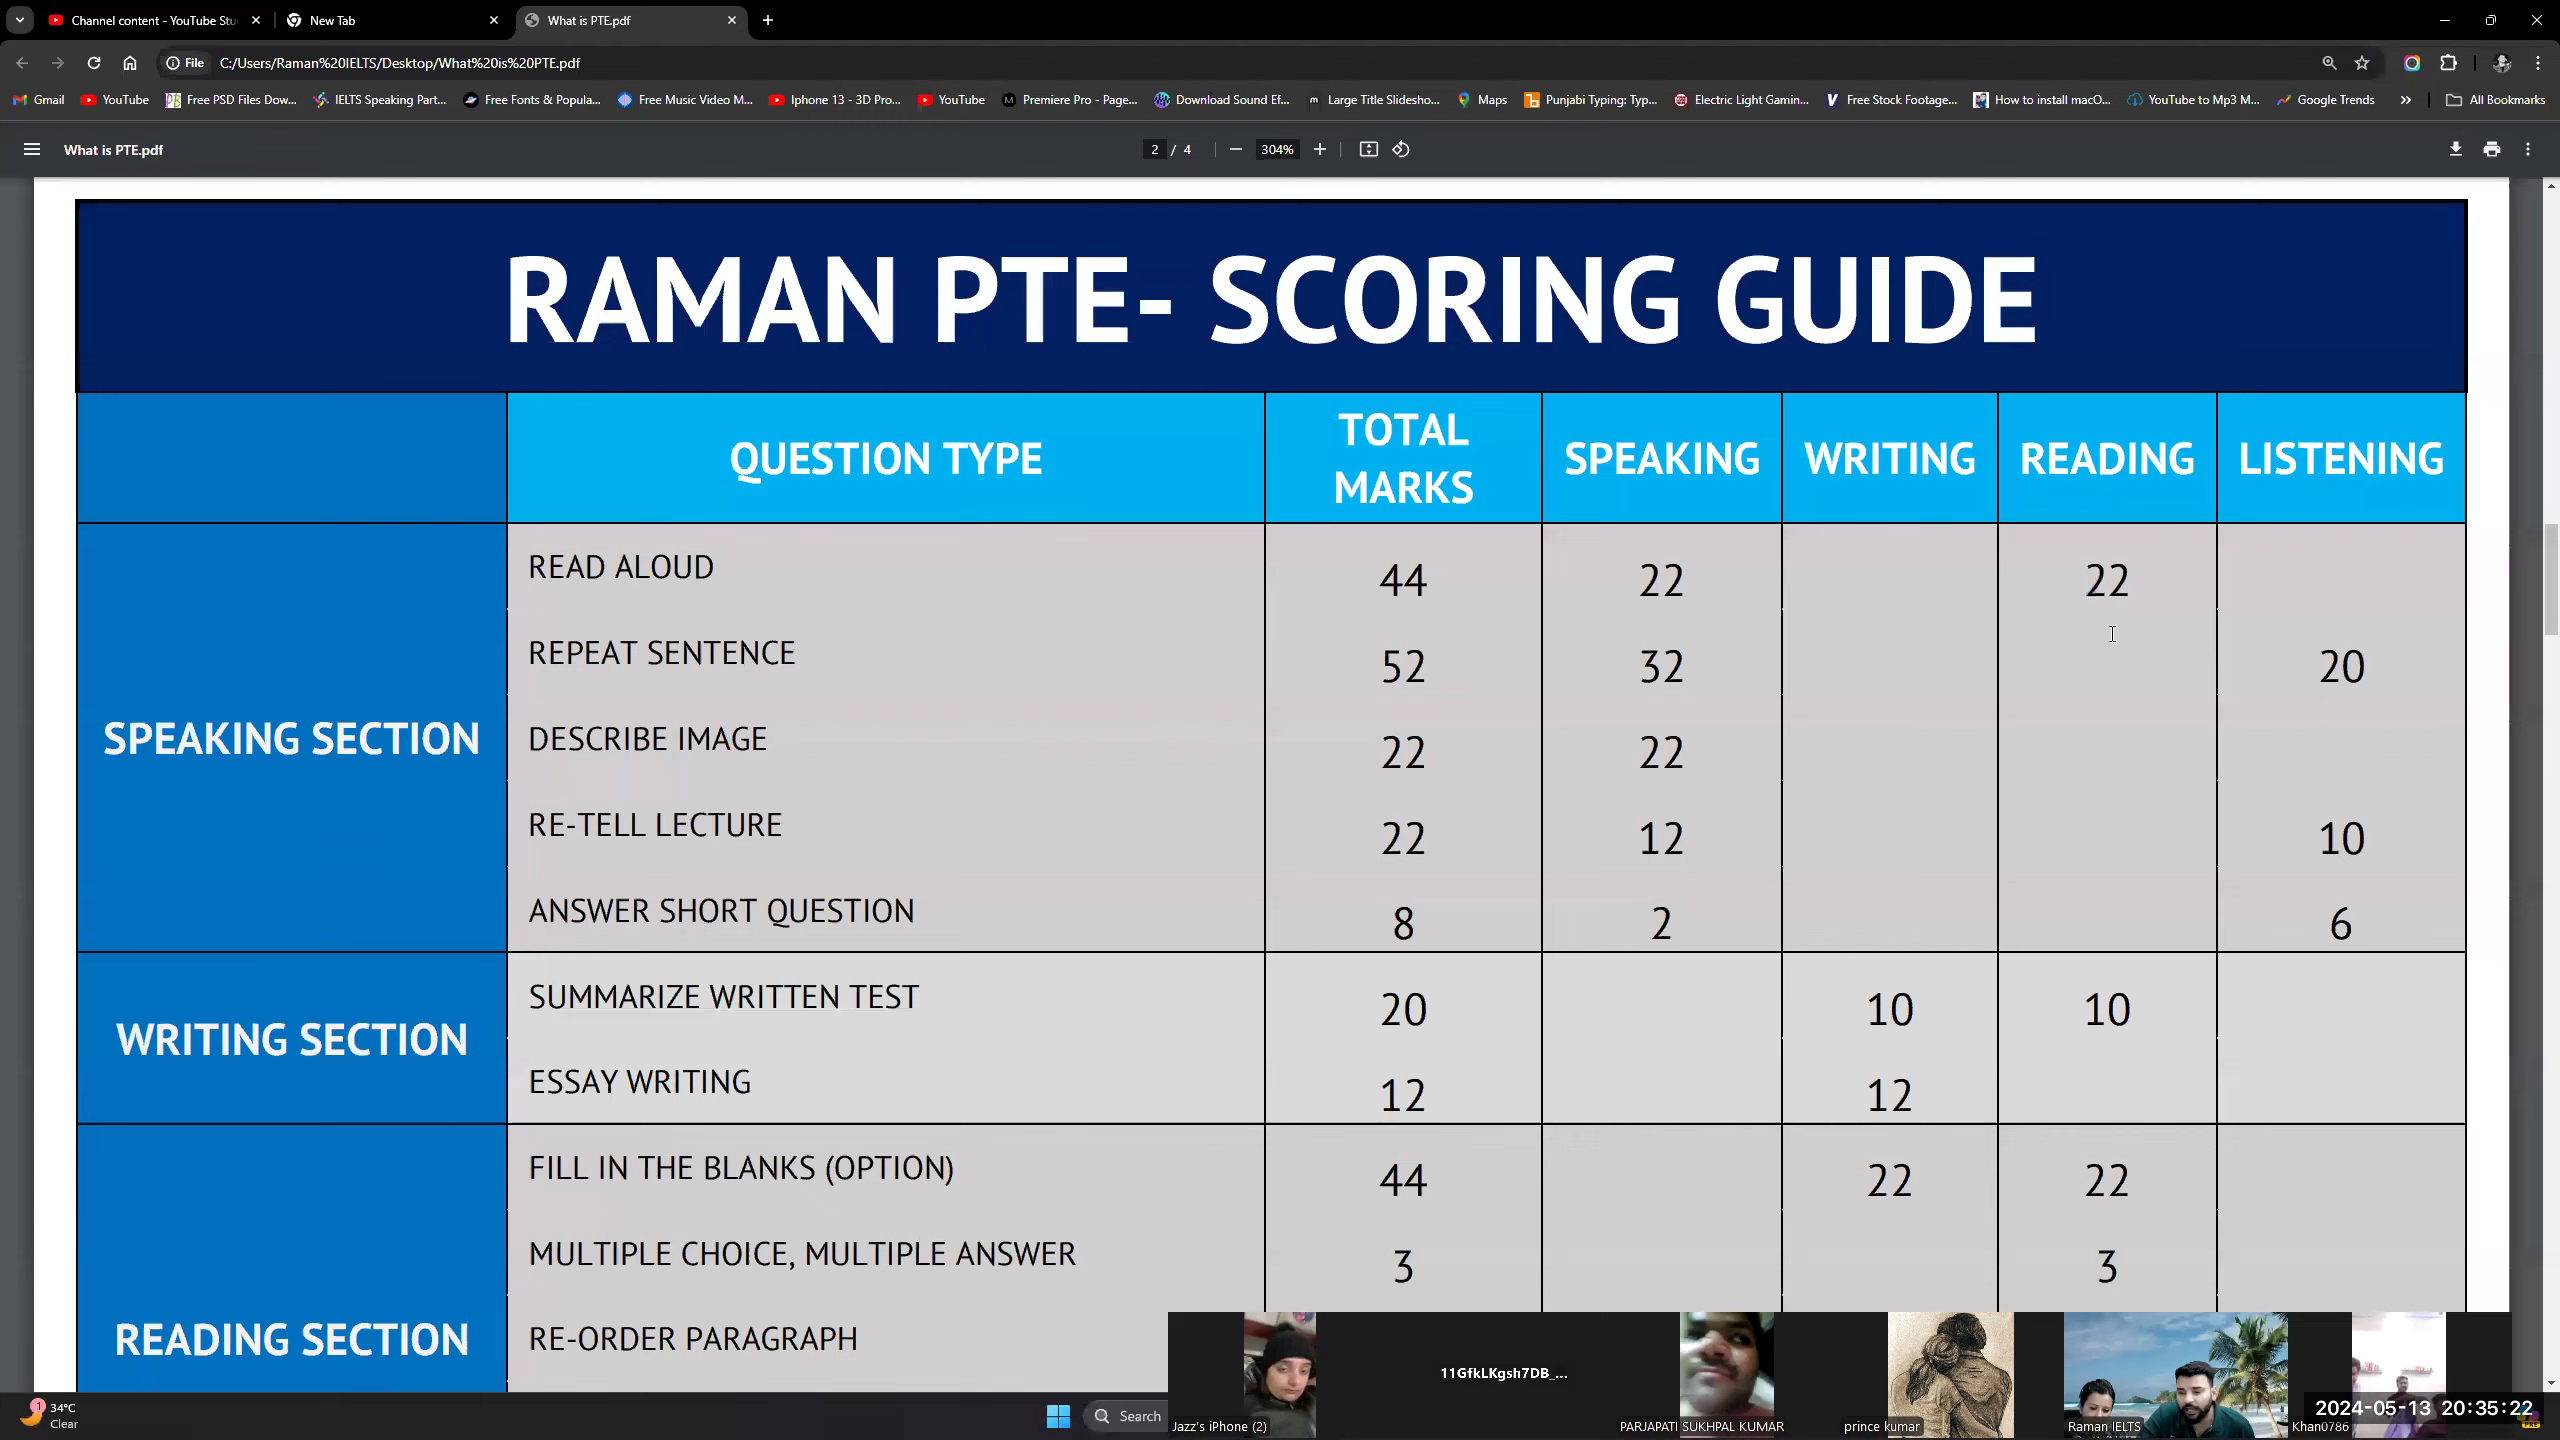 Channel content - YouTube Stu
New Tab
What is PTE.pdf
File C:/Users/Raman%20IELTS/Desktop/What%20is%20PTE.pdf
Gmail YouTube Free PSD Files Dow... IELTS Speaking Part... Free Fonts & Popula... Free Music Video M... Iphone 13 - 3D Pro... YouTube Premiere Pro - Page... Download Sound Ef... Large Title Slidesho... Maps Punjabi Typing: Typ... Electric Light Gamin... Free Stock Footage... How to install macO... YouTube to Mp3 M... Google Trends All Bookmarks
What is PTE.pdf 2 / 4 304%
RAMAN PTE- SCORING GUIDE
QUESTION TYPE TOTAL MARKS SPEAKING WRITING READING LISTENING
SPEAKING SECTION
READ ALOUD 44 22 22
REPEAT SENTENCE 52 32 20
DESCRIBE IMAGE 22 22
RE-TELL LECTURE 22 12 10
ANSWER SHORT QUESTION 8 2 6
WRITING SECTION
SUMMARIZE WRITTEN TEST 20 10 10
ESSAY WRITING 12 12
READING SECTION
FILL IN THE BLANKS (OPTION) 44 22 22
MULTIPLE CHOICE, MULTIPLE ANSWER 3 3
RE-ORDER PARAGRAPH
11GfkLKgsh7DB_...
Jazz's iPhone (2) PARJAPATI SUKHPAL KUMAR prince kumar Raman IELTS Khan0786
1
34°C
Clear
Search
2024-05-13 20:35:22